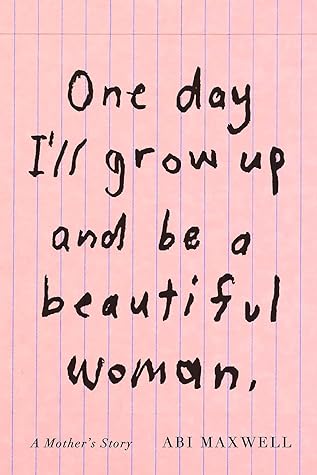 One day
I'll grow up
and be a
beautiful
woman.
A Mother's Story ABI MAXWELL